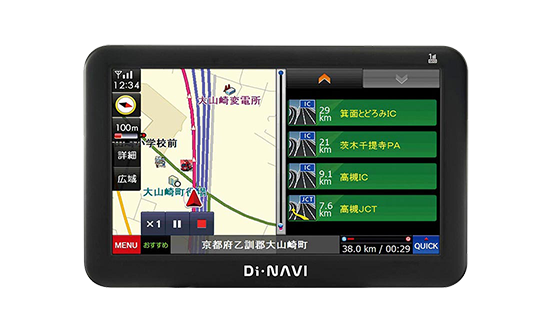 12:34
100m
詳細
広域
大山崎変電所
小学校前
大山崎町役場
×1
MENU
おすすめ
京都府乙訓郡大山崎町
IC
29
km
箕面とどろみIC
IC
21
km
茨木千提寺PA
IC
9.1
km
高槻IC
JCT
7.6
km
高槻JCT
38.0 km / 00:29
QUICK
Di·NAVI